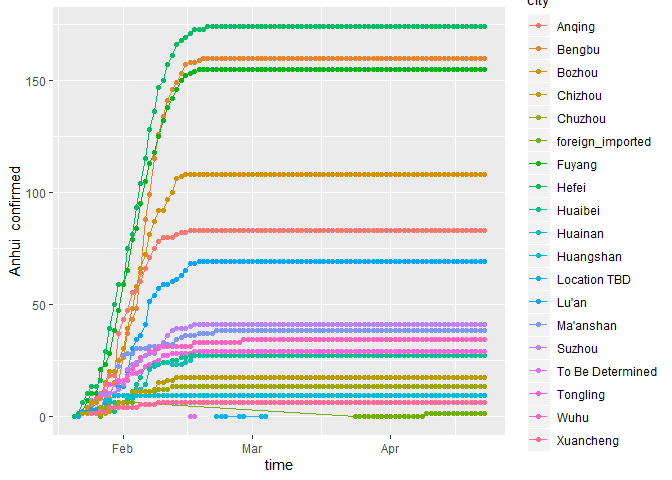 city
Anqing
Bengbu
Bozhou
Chizhou
Chuzhou
foreign_imported
Fuyang
Hefei
Huaibei
Huainan
Huangshan
Location TBD
Lu'an
Ma'anshan
Suzhou
To Be Determined
Tongling
Wuhu
Xuancheng
Anhui confirmed
150
100
50
0
Feb
Mar
Apr
time